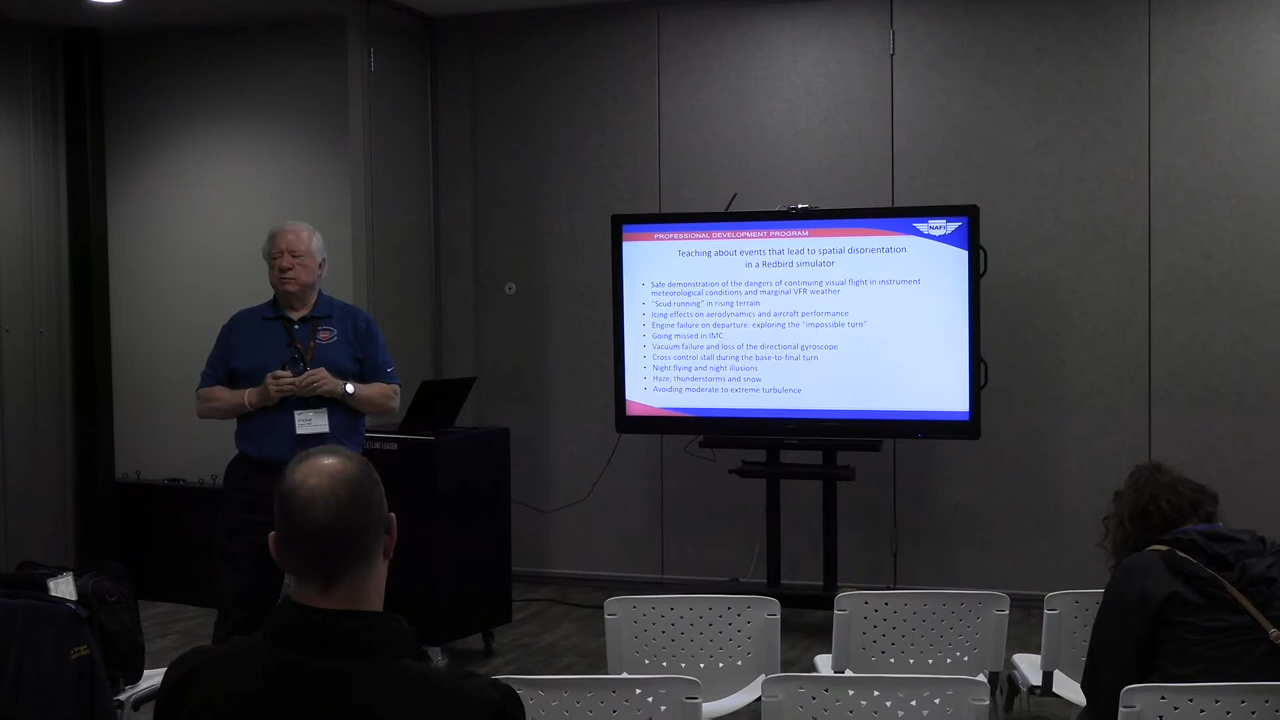 PROFESSIONAL DEVELOPMENT PROGRAM
NAFI
Teaching about events that lead to spatial disorientation
in a Redbird simulator
• Safe demonstration of the dangers of continuing visual flight in instrument
meteorological conditions and marginal VFR weather
• "Scud running" in rising terrain
• Icing effects on aerodynamics and aircraft performance
• Engine failure on departure: exploring the "impossible turn"
• Going missed in IMC
• Vacuum failure and loss of the directional gyroscope
• Cross-control stall during the base-to-final turn
• Night flying and night illusions
• Haze, thunderstorms and snow
• Avoiding moderate to extreme turbulence
LEADER